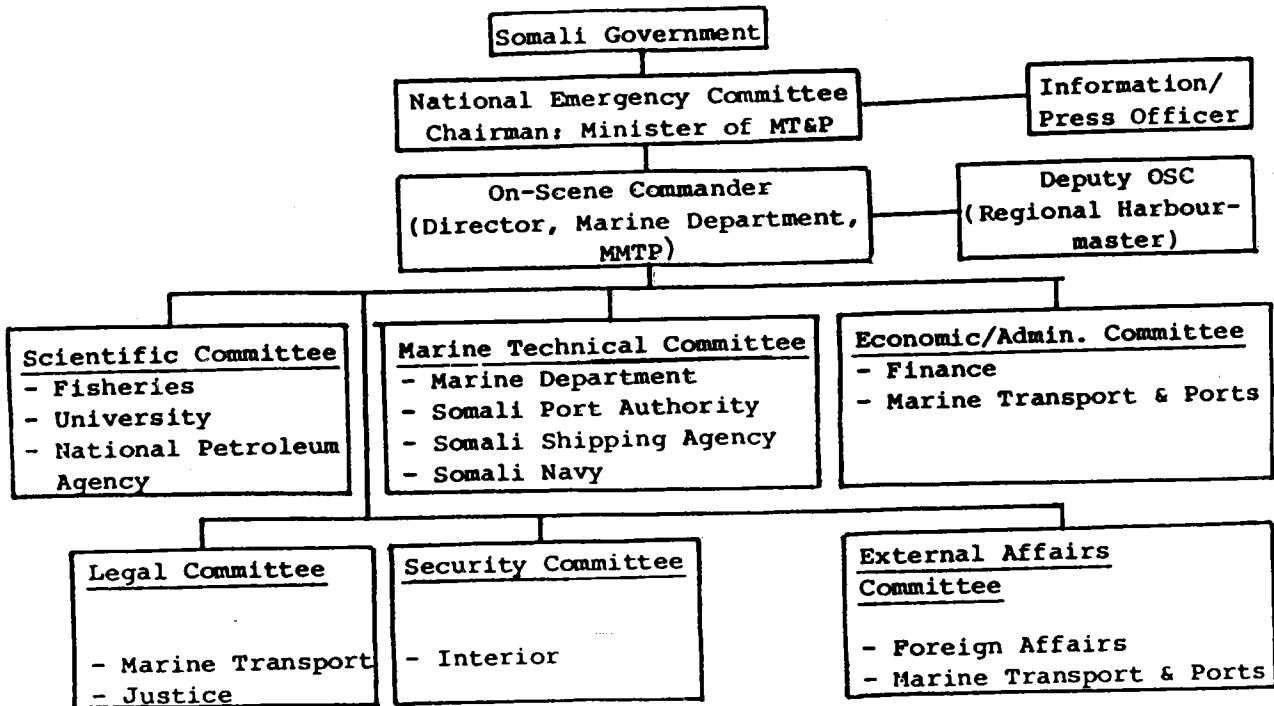 Somali Government
National Emergency Committee
Chairman: Minister of MT&P
Information/
Press Officer
On-Scene Commander
(Director, Marine Department,
MMTP)
Deputy OSC
(Regional Harbour-
master)
Scientific Committee
- Fisheries
- University
- National Petroleum
Agency
Marine Technical Committee
- Marine Department
- Somali Port Authority
- Somali Shipping Agency
- Somali Navy
Economic/Admin. Committee
- Finance
- Marine Transport & Ports
Legal Committee
- Marine Transport
- Justice
Security Committee
- Interior
External Affairs
Committee
- Foreign Affairs
- Marine Transport & Ports